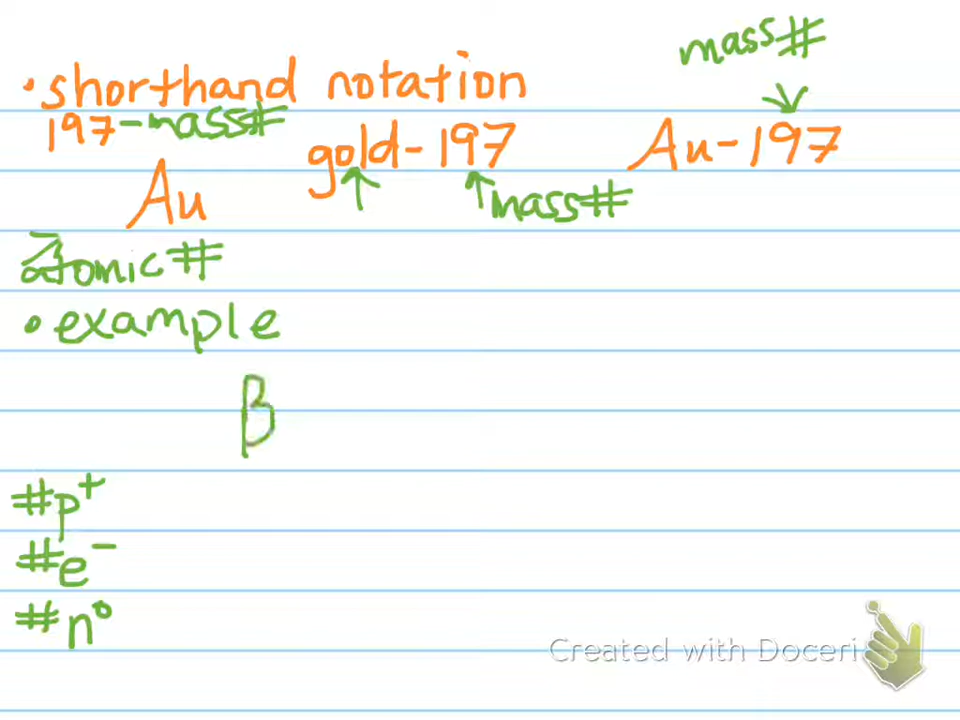 mass#
• shorthand notation
197-mass# gold-197 Au-197
Au mass#
atomic#
• example
B
#p+
#e−
#n°
Created with Doceri